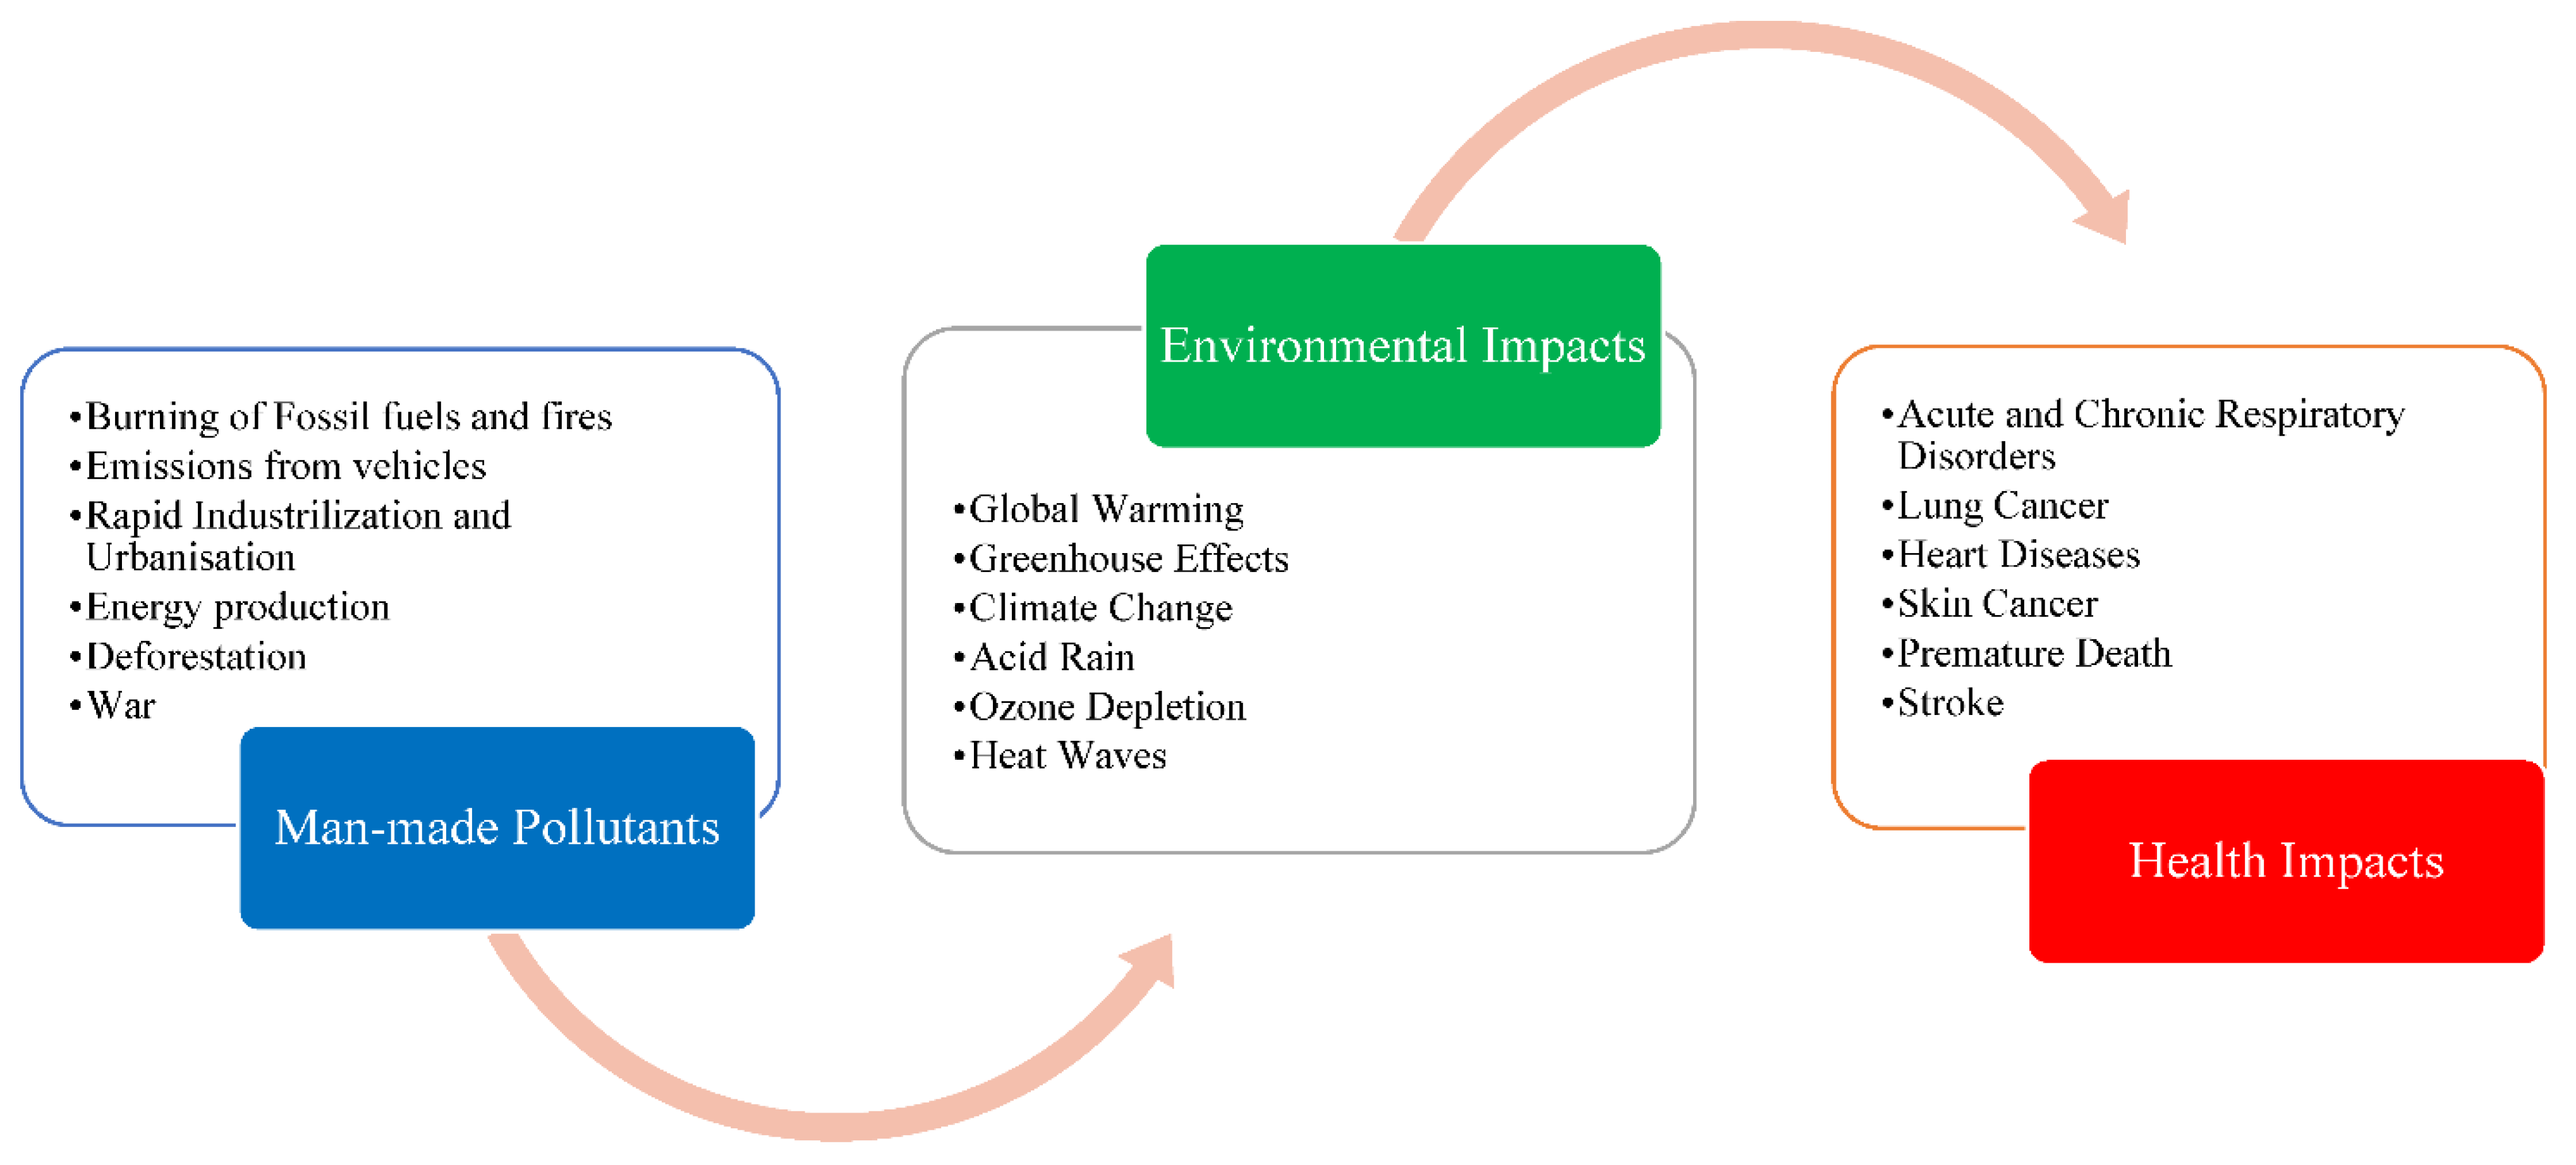 •Burning of Fossil fuels and fires
•Emissions from vehicles
•Rapid Industrilization and
Urbanisation
•Energy production
•Deforestation
•War
Man-made Pollutants
Environmental Impacts
•Global Warming
•Greenhouse Effects
•Climate Change
•Acid Rain
•Ozone Depletion
•Heat Waves
•Acute and Chronic Respiratory
Disorders
•Lung Cancer
•Heart Diseases
•Skin Cancer
•Premature Death
•Stroke
Health Impacts